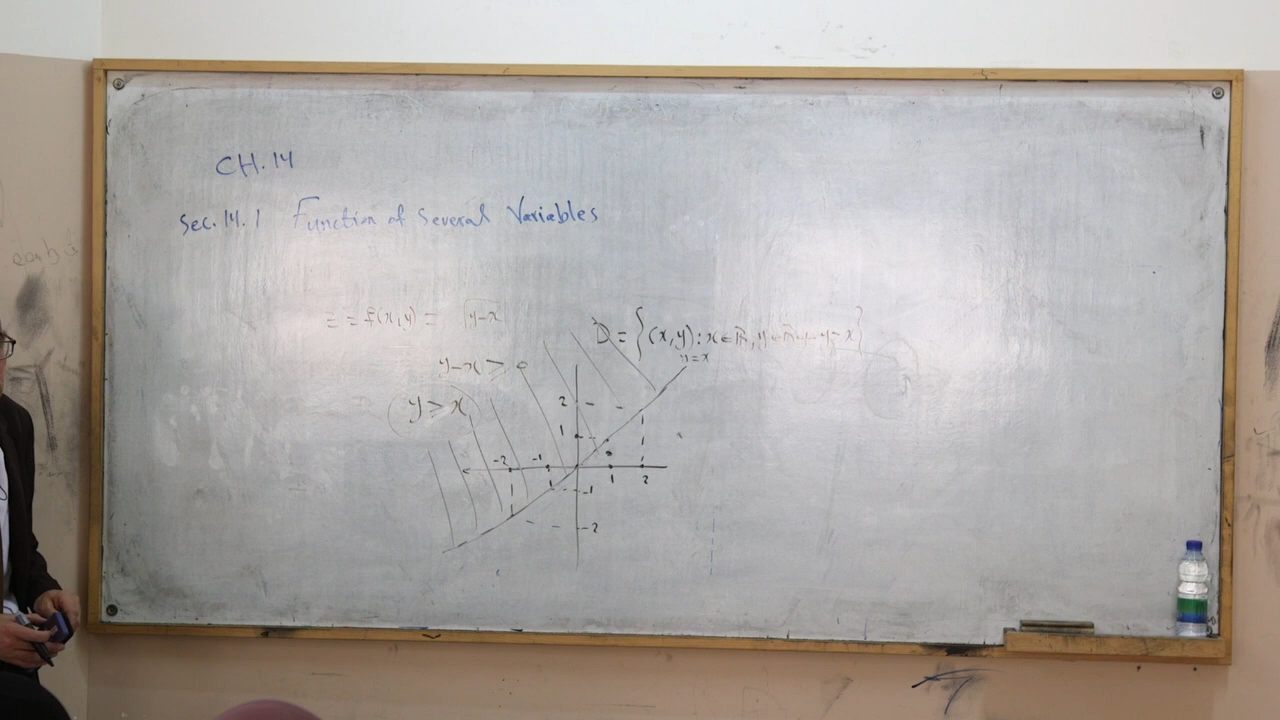 CH.14
Sec.14.1 Function of Several Variables
z = f(x,y) = √y-x
D = {(x,y): x∈ℝ, y∈ℝ y≥x}
y-x ≥ 0
y=x
y ≥ x
2
1
-2 -1
1 2
-1
-2